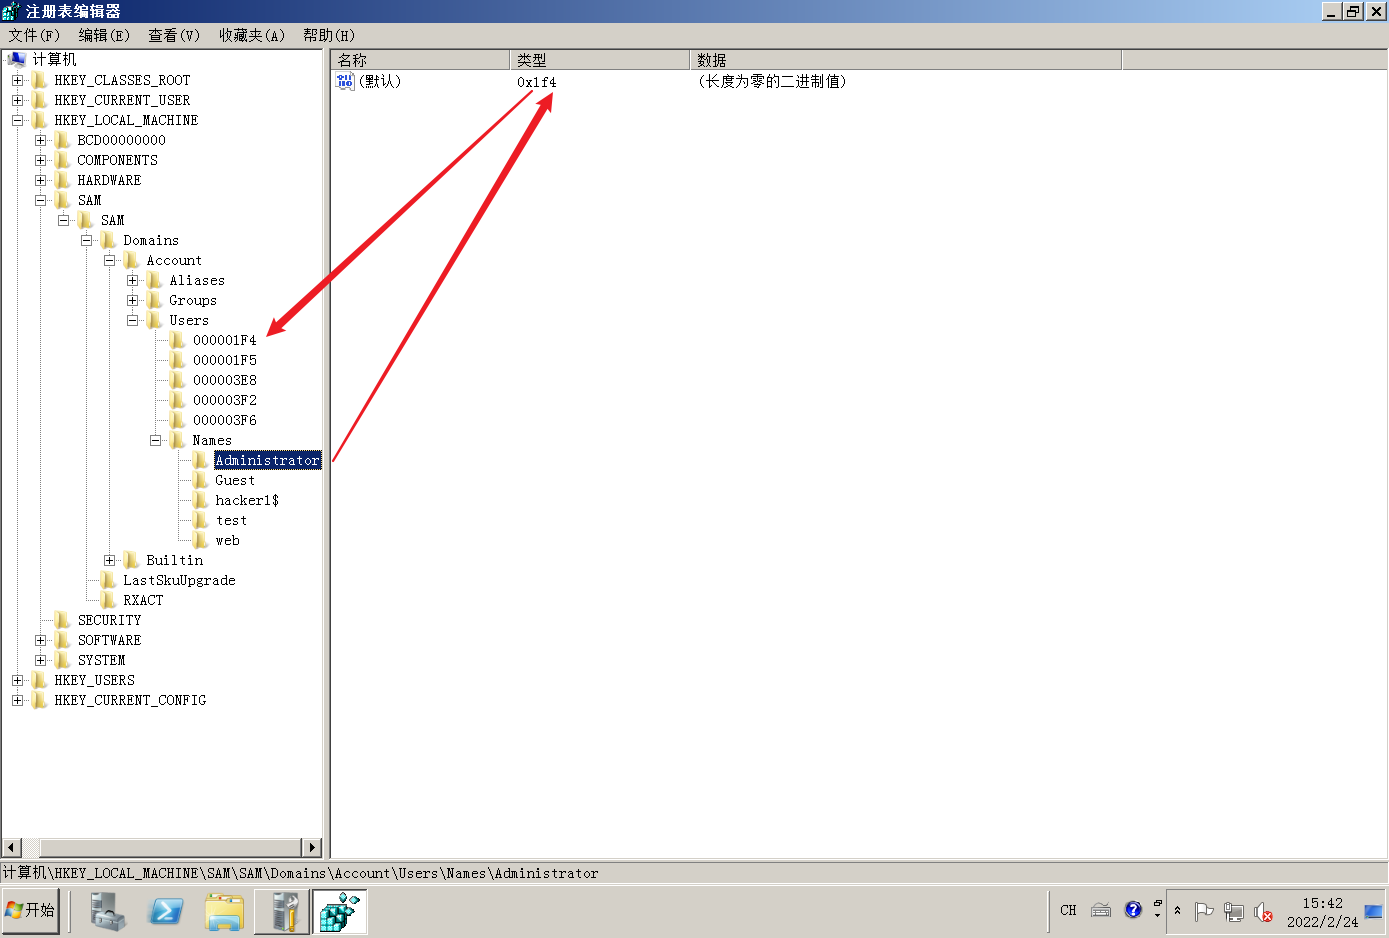 注册表编辑器
文件(F) 编辑(E) 查看(V) 收藏夹(A) 帮助(H)
计算机
HKEY_CLASSES_ROOT
HKEY_CURRENT_USER
HKEY_LOCAL_MACHINE
BCD00000000
COMPONENTS
HARDWARE
SAM
SAM
Domains
Account
Aliases
Groups
Users
000001F4
000001F5
000003E8
000003F2
000003F6
Names
Administrator
Guest
hacker1$
test
web
Builtin
LastSkuUpgrade
RXACT
SECURITY
SOFTWARE
SYSTEM
HKEY_USERS
HKEY_CURRENT_CONFIG
名称 类型 数据
(默认) 0x1f4 (长度为零的二进制值)
计算机\HKEY_LOCAL_MACHINE\SAM\SAM\Domains\Account\Users\Names\Administrator
开始
CH
15:42
2022/2/24